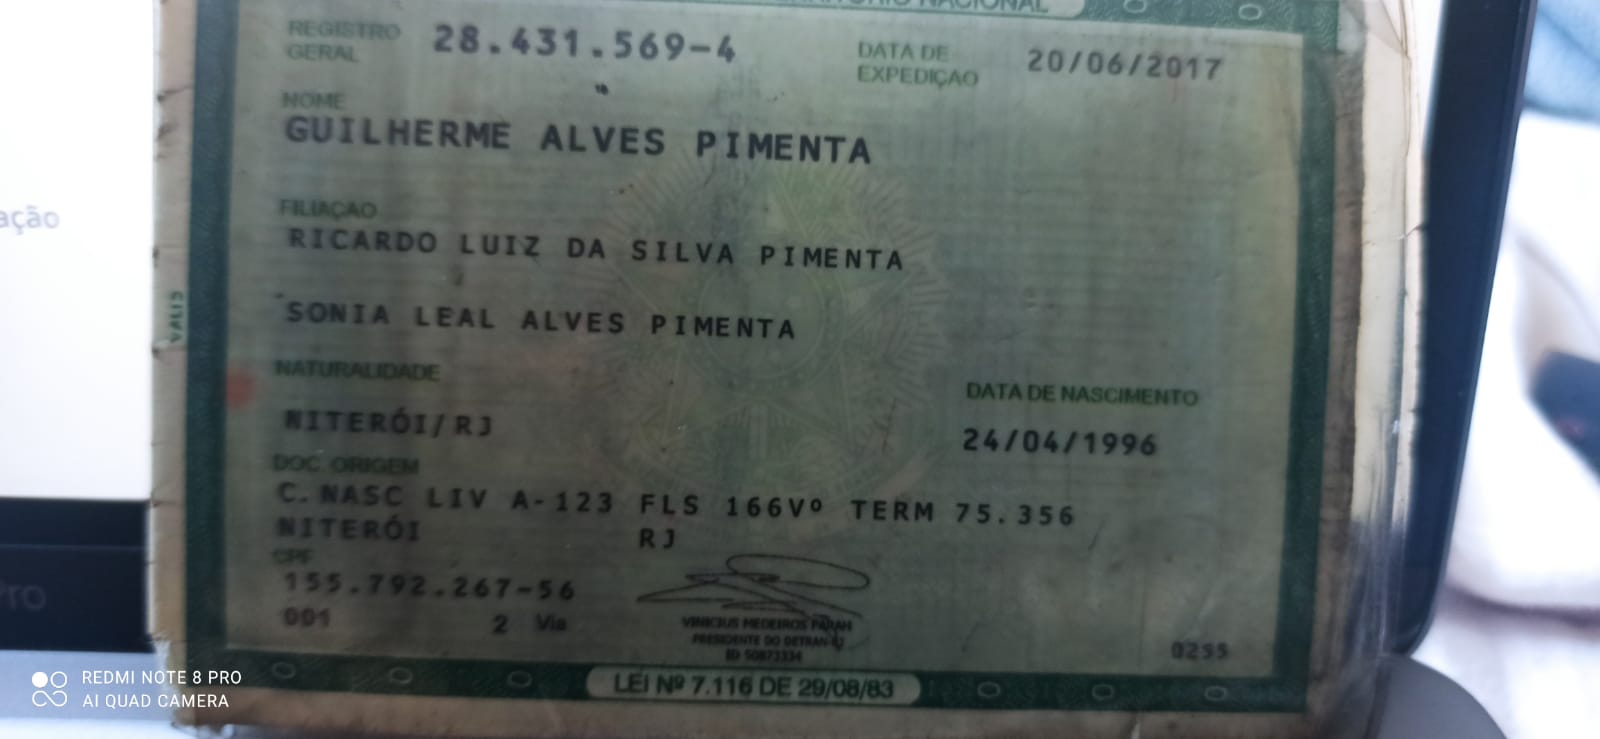 TERRITÓRIO NACIONAL
REGISTRO GERAL 28.431.569-4 DATA DE EXPEDIÇÃO 20/06/2017
NOME
GUILHERME ALVES PIMENTA
FILIAÇÃO
RICARDO LUIZ DA SILVA PIMENTA
SONIA LEAL ALVES PIMENTA
NATURALIDADE DATA DE NASCIMENTO
NITERÓI/RJ 24/04/1996
DOC. ORIGEM
C. NASC LIV A-123 FLS 166Vº TERM 75.356
NITERÓI RJ
CPF
155.792.267-56
001 2 Via
VINICIUS MEDEIROS FARAH
PRESIDENTE DO DETRAN-RJ
ID 50873334
0255
LEI Nº 7.116 DE 29/08/83
ação
Pro
REDMI NOTE 8 PRO
AI QUAD CAMERA